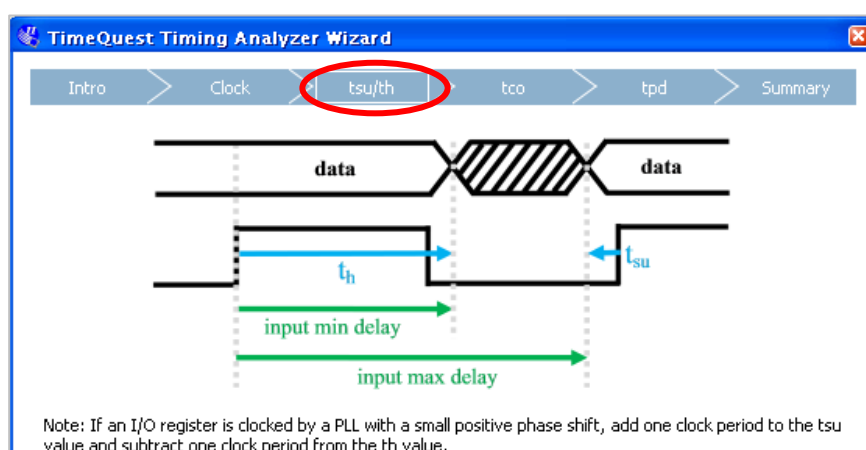 TimeQuest Timing Analyzer Wizard
Intro Clock tsu/th tco tpd Summary
data data
th tsu
input min delay
input max delay
Note: If an I/O register is clocked by a PLL with a small positive phase shift, add one clock period to the tsu
value and subtract one clock period from the th value.